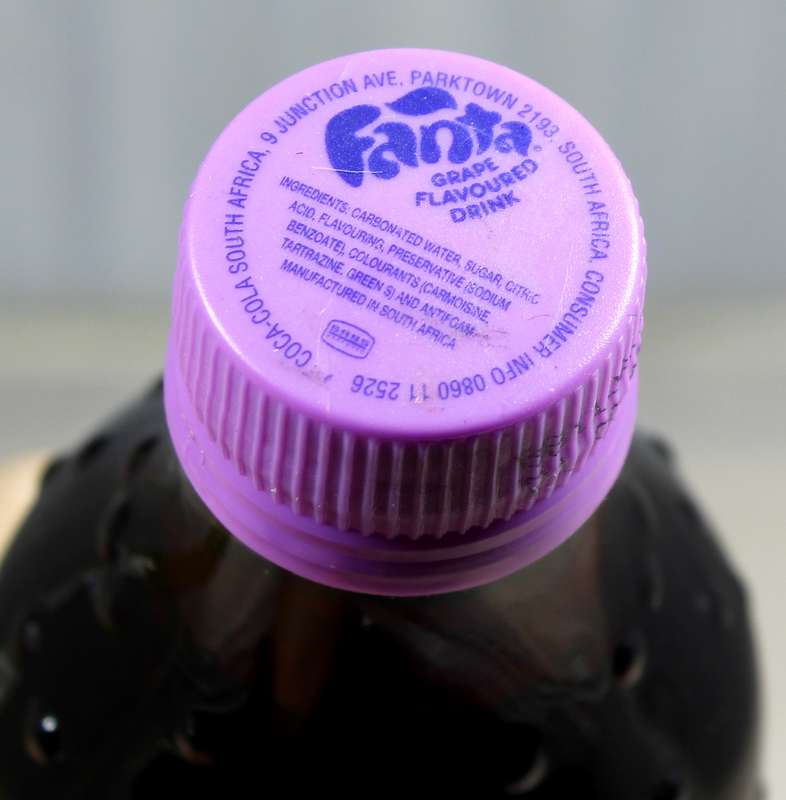 Fanta®
GRAPE
FLAVOURED
DRINK
INGREDIENTS: CARBONATED WATER, SUGAR, CITRIC
ACID, FLAVOURING, PRESERVATIVE (SODIUM
BENZOATE), COLOURANTS (CARMOISINE,
TARTRAZINE, GREEN S) AND ANTIFOAM.
MANUFACTURED IN SOUTH AFRICA
COCA-COLA SOUTH AFRICA, 9 JUNCTION AVE, PARKTOWN 2193, SOUTH AFRICA. CONSUMER INFO 0860 11 2526